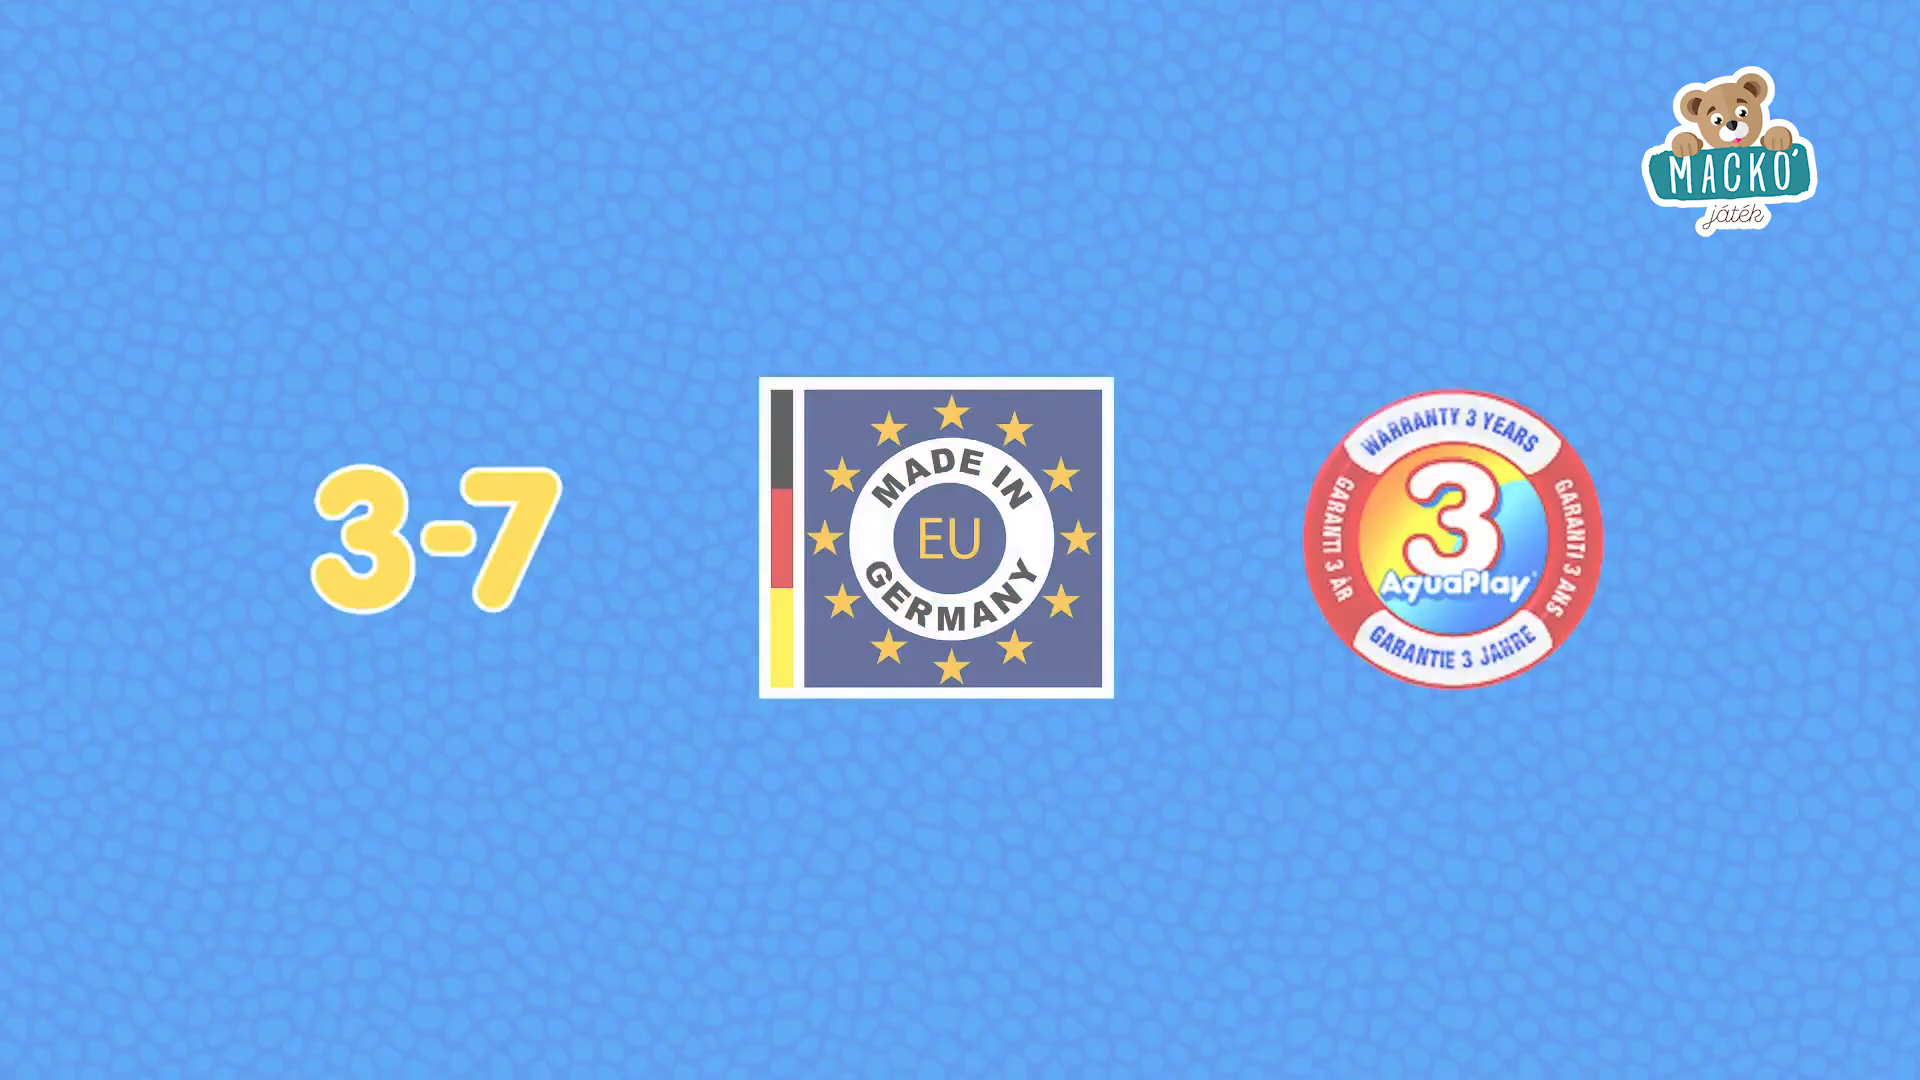 MACKÓ
játék
3-7
MADE IN
EU
GERMANY
WARRANTY 3 YEARS
GARANTI 3 ÅR
GARANTI 3 ANS
3
AquaPlay
GARANTIE 3 JAHRE